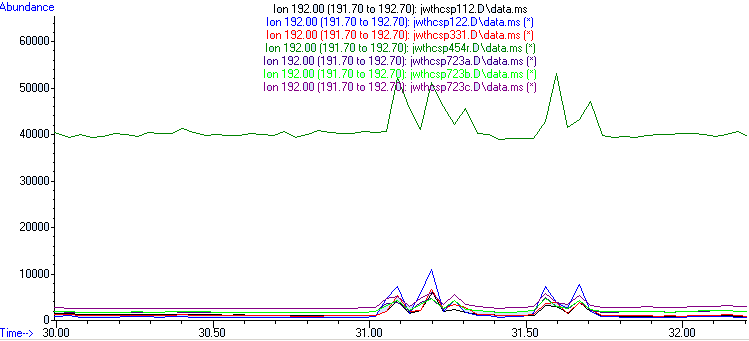 Abundance
Ion 192.00 (191.70 to 192.70): jwthcsp112.D\data.ms
Ion 192.00 (191.70 to 192.70): jwthcsp122.D\data.ms (*)
Ion 192.00 (191.70 to 192.70): jwthcsp331.D\data.ms (*)
Ion 192.00 (191.70 to 192.70): jwthcsp454r.D\data.ms (*)
Ion 192.00 (191.70 to 192.70): jwthcsp723a.D\data.ms (*)
Ion 192.00 (191.70 to 192.70): jwthcsp723b.D\data.ms (*)
Ion 192.00 (191.70 to 192.70): jwthcsp723c.D\data.ms (*)
60000
50000
40000
30000
20000
10000
0
Time-->
30.00
30.50
31.00
31.50
32.00